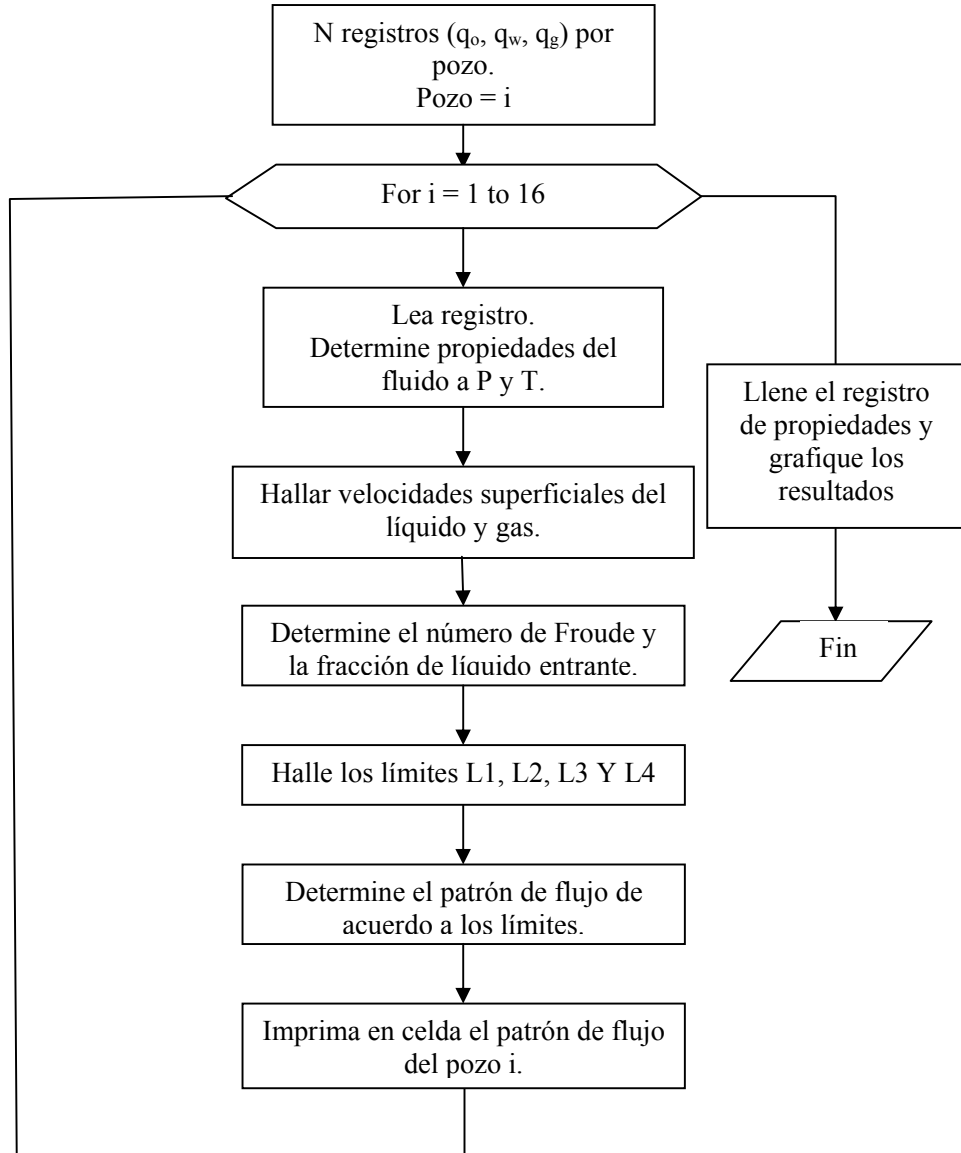 N registros (qo, qw, qg) por
pozo.
Pozo = i
For i = 1 to 16
Lea registro.
Determine propiedades del
fluido a P y T.
Hallar velocidades superficiales del
líquido y gas.
Determine el número de Froude y
la fracción de líquido entrante.
Halle los límites L1, L2, L3 Y L4
Determine el patrón de flujo de
acuerdo a los límites.
Imprima en celda el patrón de flujo
del pozo i.
Llene el registro
de propiedades y
grafique los
resultados
Fin